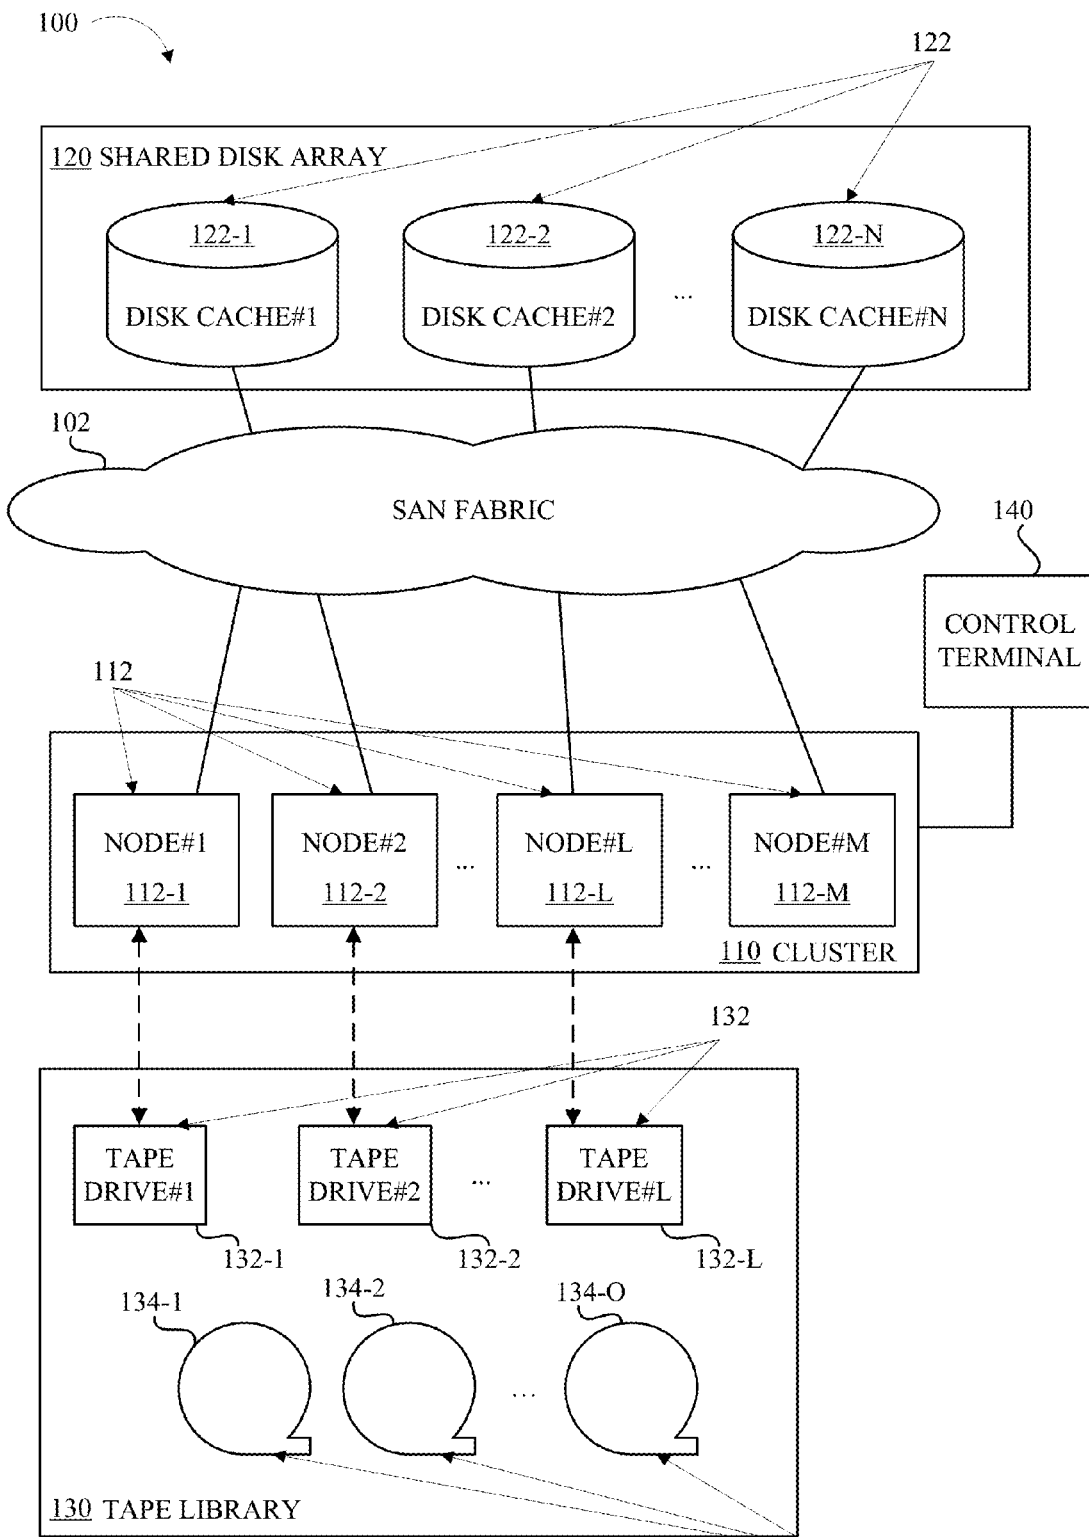 100
122
120 SHARED DISK ARRAY
122-1
122-2
122-N
DISK CACHE#1
DISK CACHE#2
...
DISK CACHE#N
102
SAN FABRIC
140
CONTROL
TERMINAL
112
NODE#1
112-1
NODE#2
112-2
...
NODE#L
112-L
...
NODE#M
112-M
110 CLUSTER
132
TAPE
DRIVE#1
TAPE
DRIVE#2
...
TAPE
DRIVE#L
132-1
132-2
132-L
134-1
134-2
134-O
...
130 TAPE LIBRARY